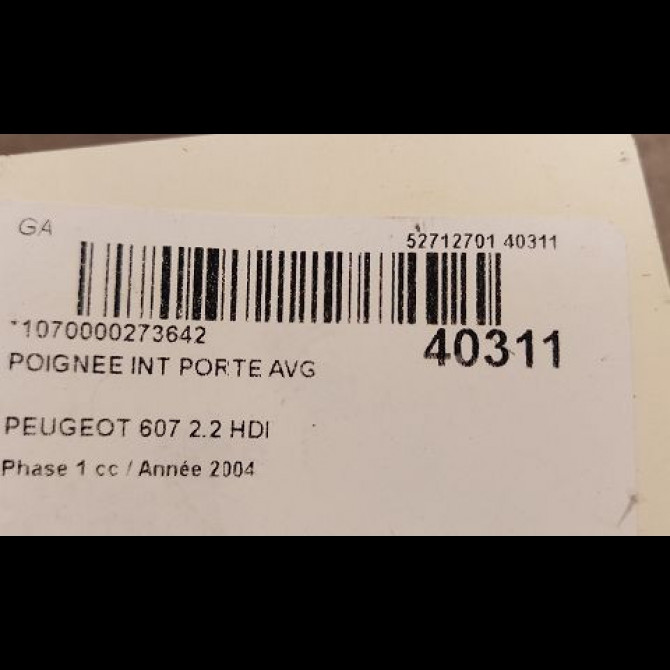 GA
52712701 40311
*1070000273642
40311
POIGNEE INT PORTE AVG
PEUGEOT 607 2.2 HDI
Phase 1 cc / Année 2004